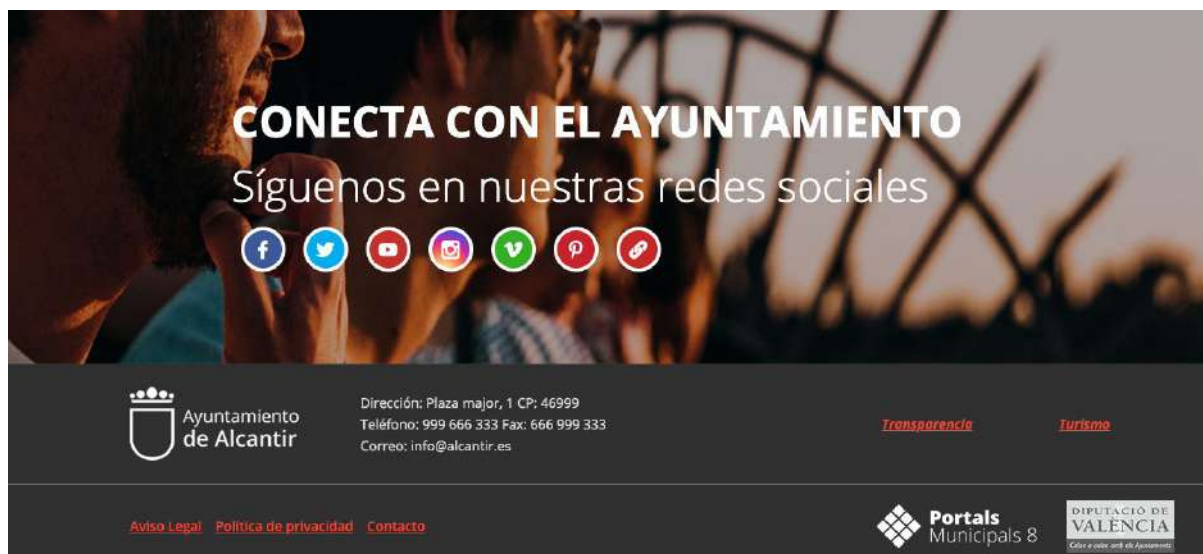 CONECTA CON EL AYUNTAMIENTO
Síguenos en nuestras redes sociales
Ayuntamiento
de Alcantir
Dirección: Plaza major, 1 CP: 46999
Teléfono: 999 666 333 Fax: 666 999 333
Correo: info@alcantir.es
Transparencia
Turismo
Aviso Legal Política de privacidad Contacto
Portals
Municipals 8
DIPUTACIÓ DE
VALÈNCIA